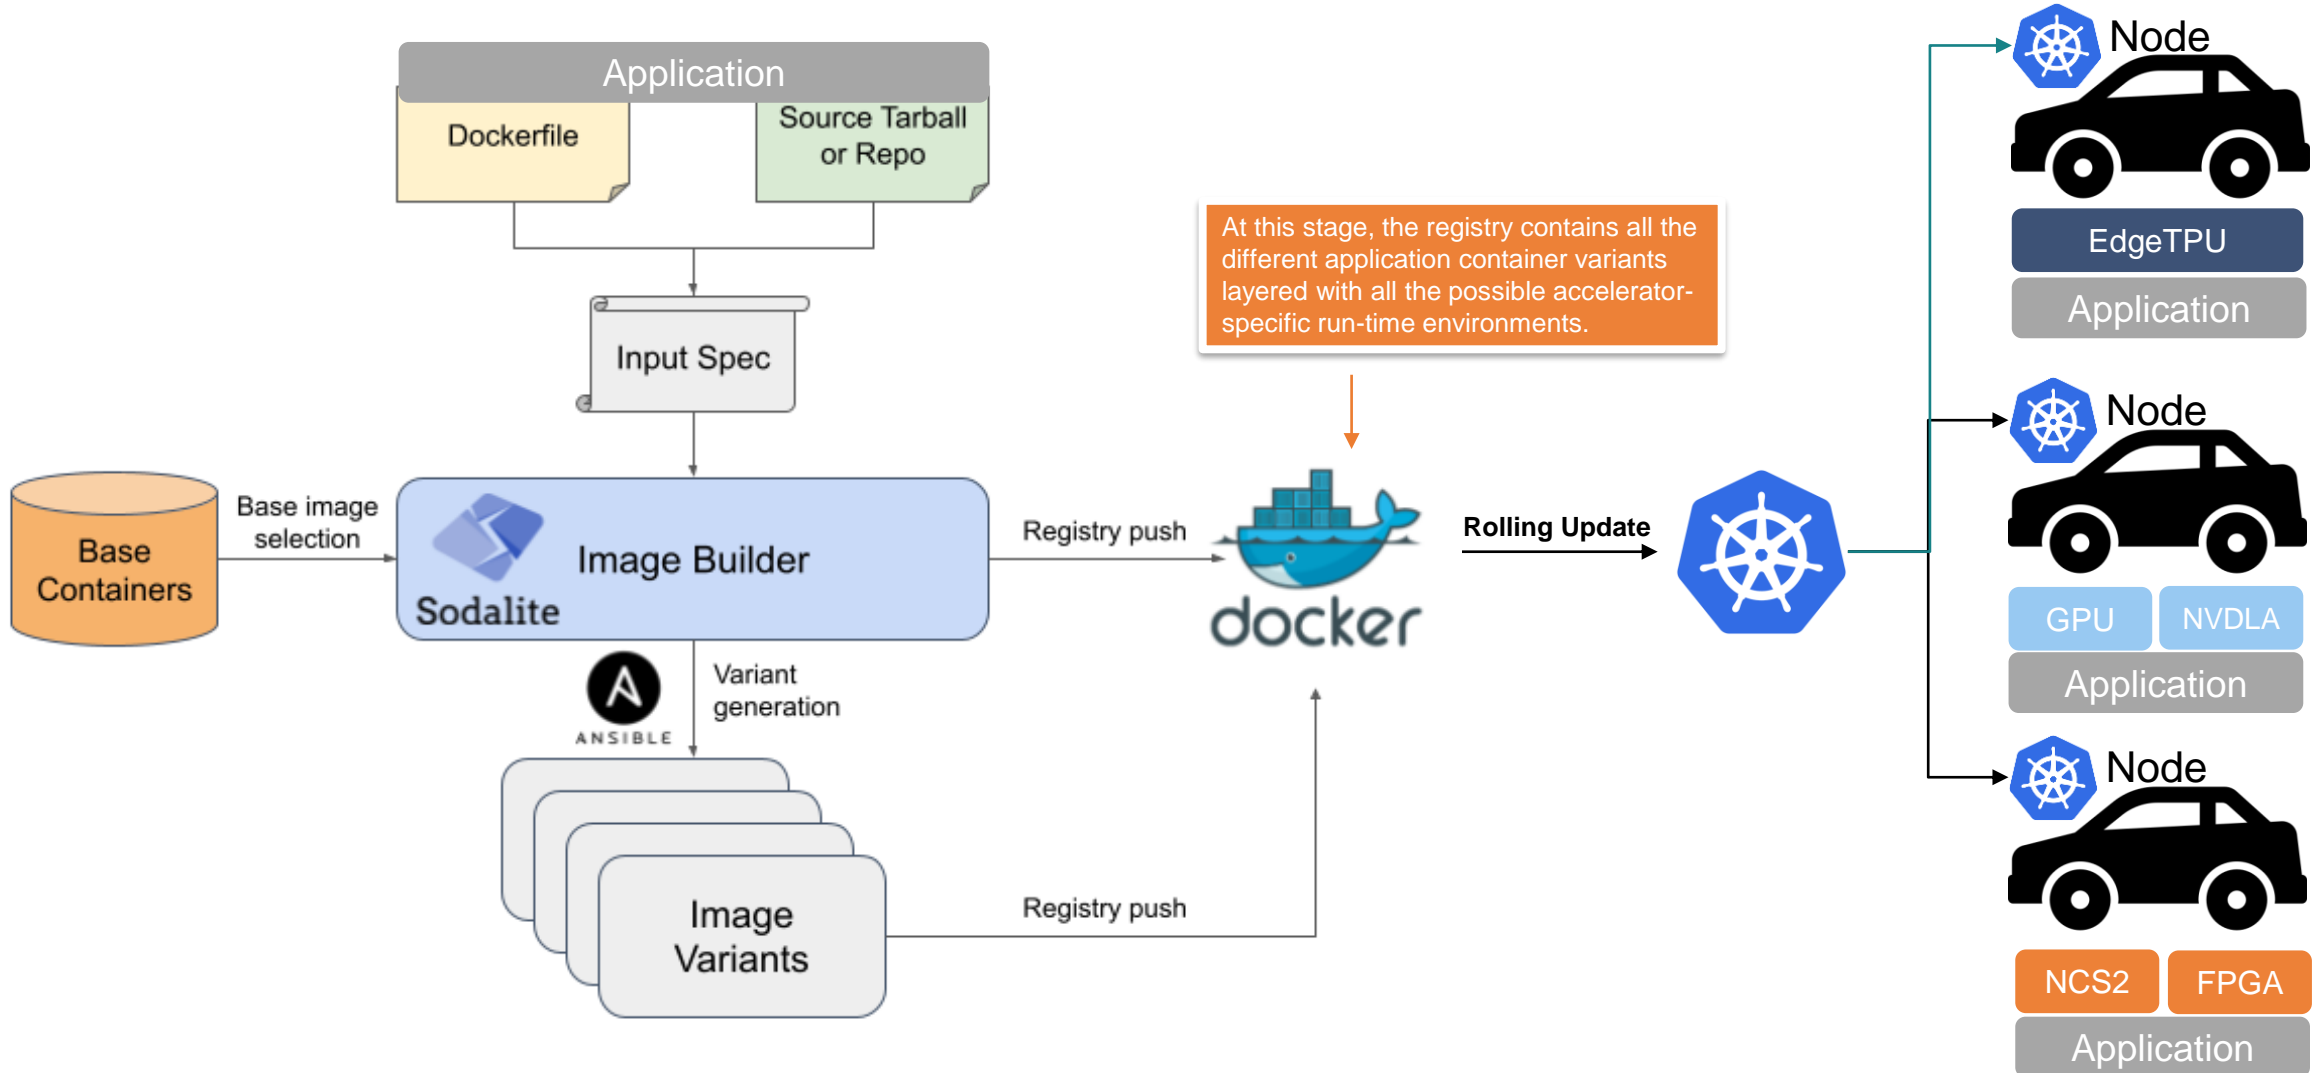 Application
Dockerfile
Source Tarball
or Repo
Input Spec
Base
Containers
Base image
selection
Sodalite
Image Builder
ANSIBLE
Variant
generation
Image
Variants
Registry push
Registry push
At this stage, the registry contains all the
different application container variants
layered with all the possible accelerator-
specific run-time environments.
docker
Rolling Update
Node
EdgeTPU
Application
Node
GPU
NVDLA
Application
Node
NCS2
FPGA
Application